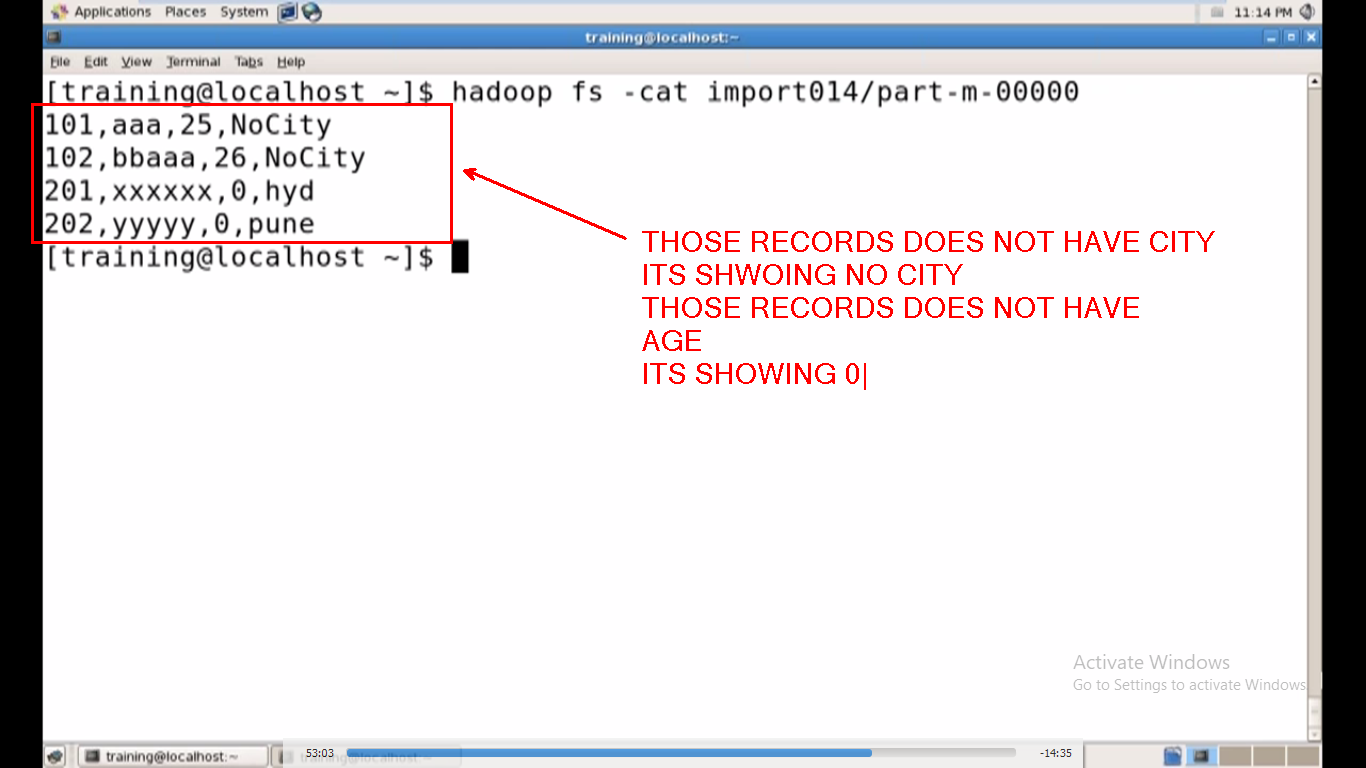 Applications Places System 11:14 PM
training@localhost:~
File Edit View Terminal Tabs Help
[training@localhost ~]$ hadoop fs -cat import014/part-m-00000
101,aaa,25,NoCity
102,bbaaa,26,NoCity
201,xxxxxx,0,hyd
202,yyyyy,0,pune
[training@localhost ~]$
THOSE RECORDS DOES NOT HAVE CITY
ITS SHWOING NO CITY
THOSE RECORDS DOES NOT HAVE
AGE
ITS SHOWING 0|
Activate Windows
Go to Settings to activate Windows
training@localhost:~ 53:03 training@localhost:~ -14:35